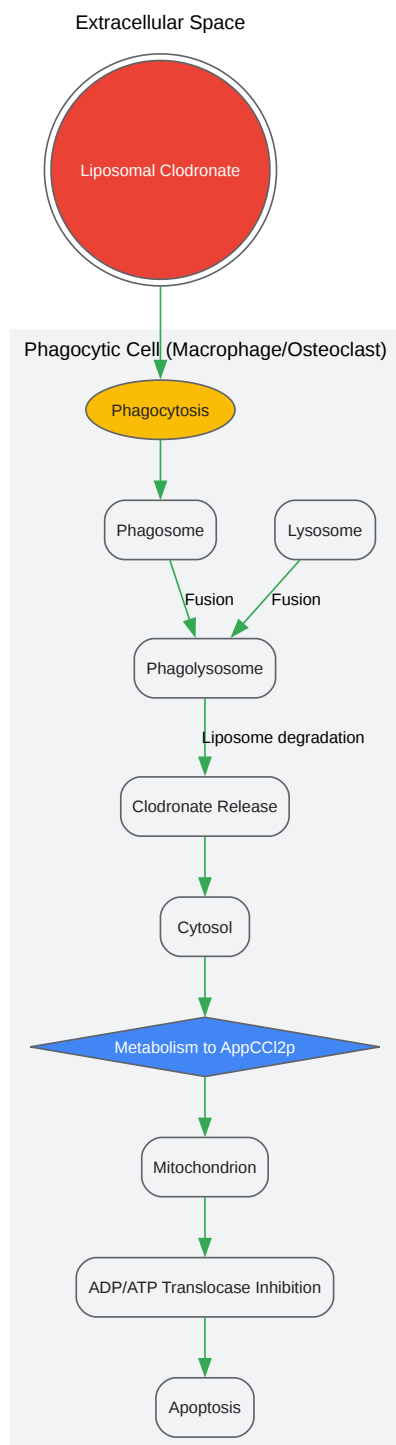 Extracellular Space
Liposomal Clodronate
Phagocytic Cell (Macrophage/Osteoclast)
Phagocytosis
Phagosome
Lysosome
Fusion
Fusion
Phagolysosome
Liposome degradation
Clodronate Release
Cytosol
Metabolism to AppCCl2p
Mitochondrion
ADP/ATP Translocase Inhibition
Apoptosis